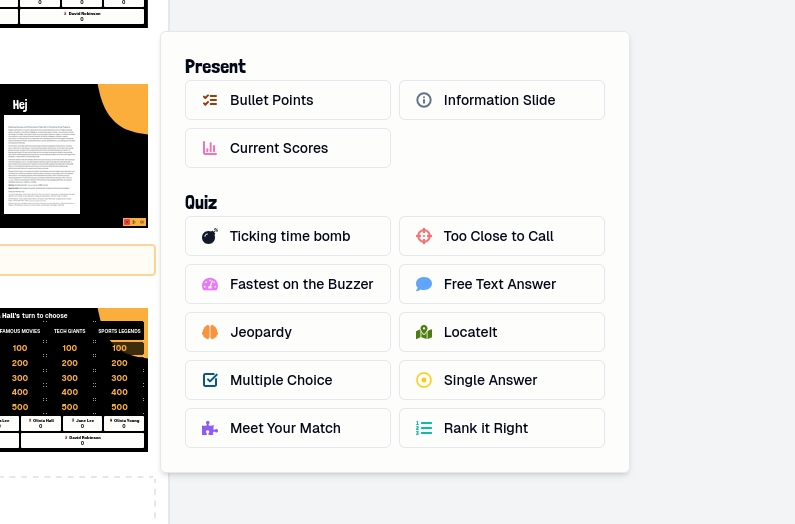 0 0 0
David Robinson
0
Hej
Hall's turn to choose
FAMOUS MOVIES TECH GIANTS SPORTS LEGENDS
100 100 100
200 200 200
300 300 300
400 400 400
500 500 500
Lee Olivia Hall Jane Lee Olivia Young
0 0 0
David Robinson
0
Present
Bullet Points Information Slide
Current Scores
Quiz
Ticking time bomb Too Close to Call
Fastest on the Buzzer Free Text Answer
Jeopardy LocateIt
Multiple Choice Single Answer
Meet Your Match Rank it Right